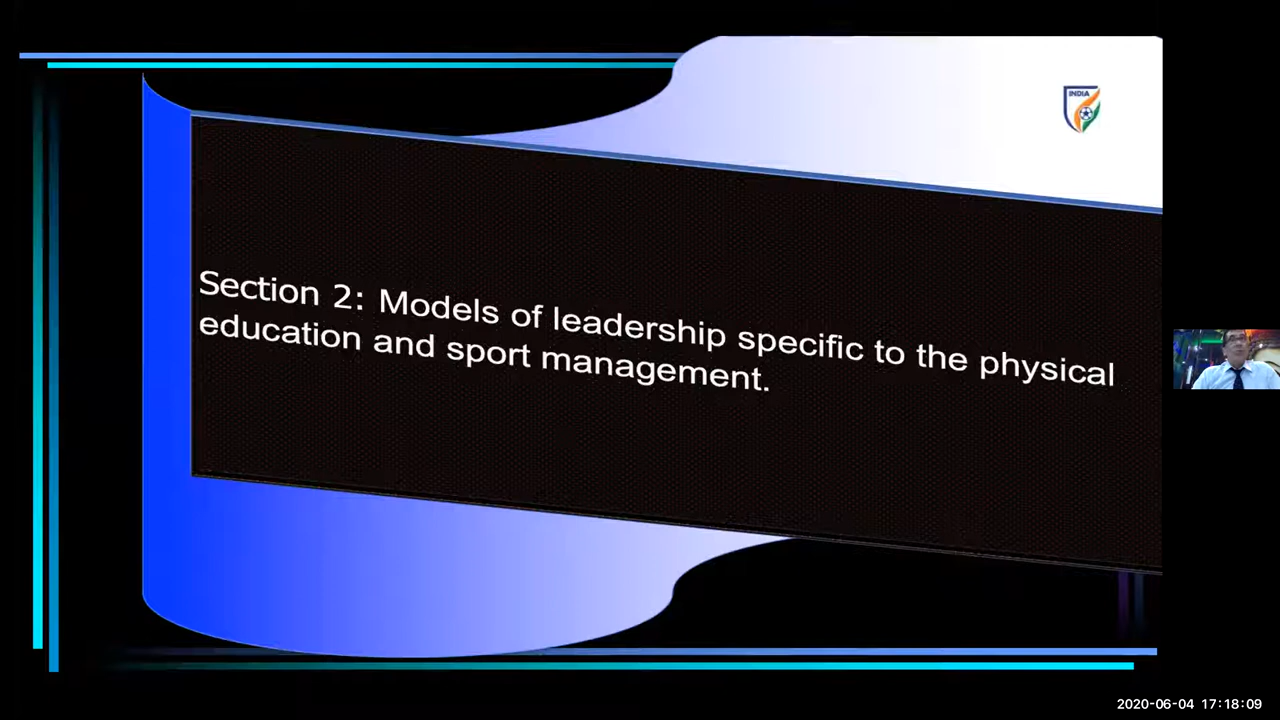 INDIA
Section 2: Models of leadership specific to the physical
education and sport management.
2020-06-04 17:18:09